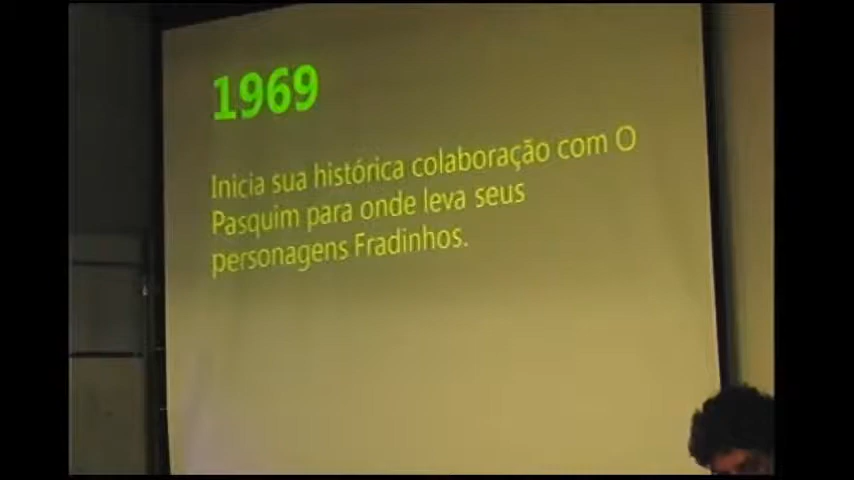 1969
Inicia sua histórica colaboração com O
Pasquim para onde leva seus
personagens Fradinhos.